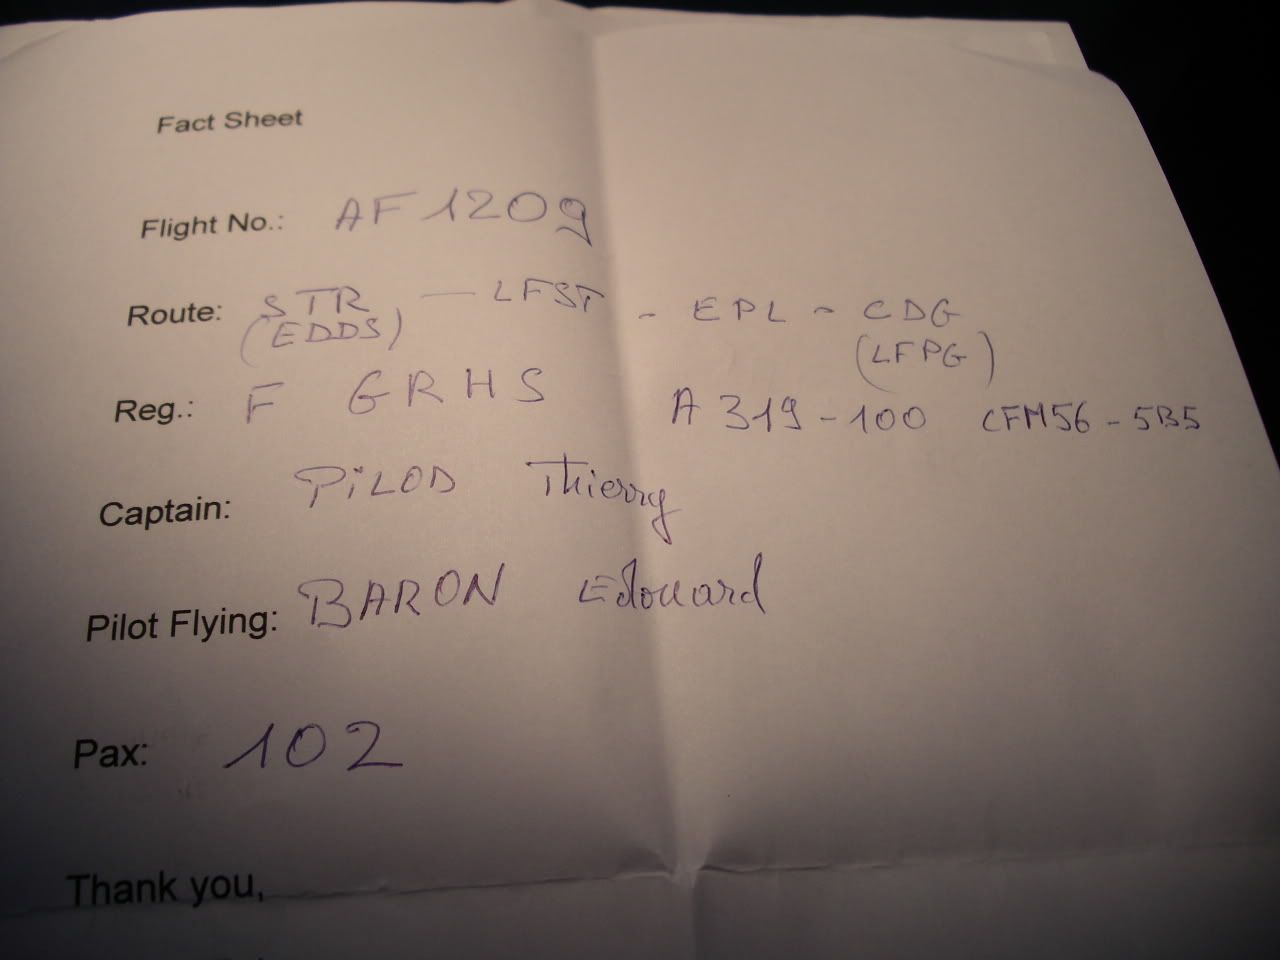 Fact Sheet
Flight No.: AF 1209
Route: STR — LFST - EPL - CDG
(EDDS) (LFPG)
Reg.: F GRHS A 319-100 CFM56-5B5
Captain: PILOD Thierry
Pilot Flying: BARON Edouard
Pax: 102
Thank you,